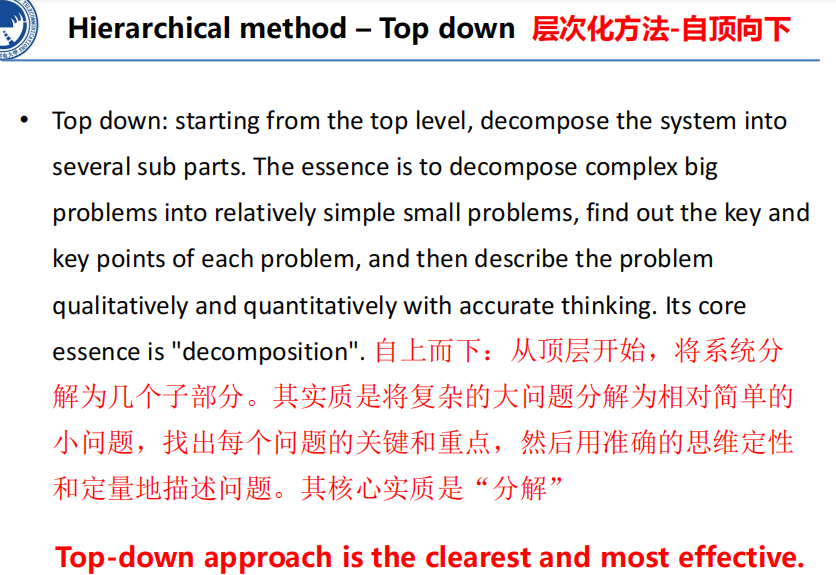 Hierarchical method – Top down 层次化方法-自顶向下
• Top down: starting from the top level, decompose the system into
several sub parts. The essence is to decompose complex big
problems into relatively simple small problems, find out the key and
key points of each problem, and then describe the problem
qualitatively and quantitatively with accurate thinking. Its core
essence is "decomposition". 自上而下：从顶层开始，将系统分
解为几个子部分。其实质是将复杂的大问题分解为相对简单的
小问题，找出每个问题的关键和重点，然后用准确的思维定性
和定量地描述问题。其核心实质是“分解”
Top-down approach is the clearest and most effective.